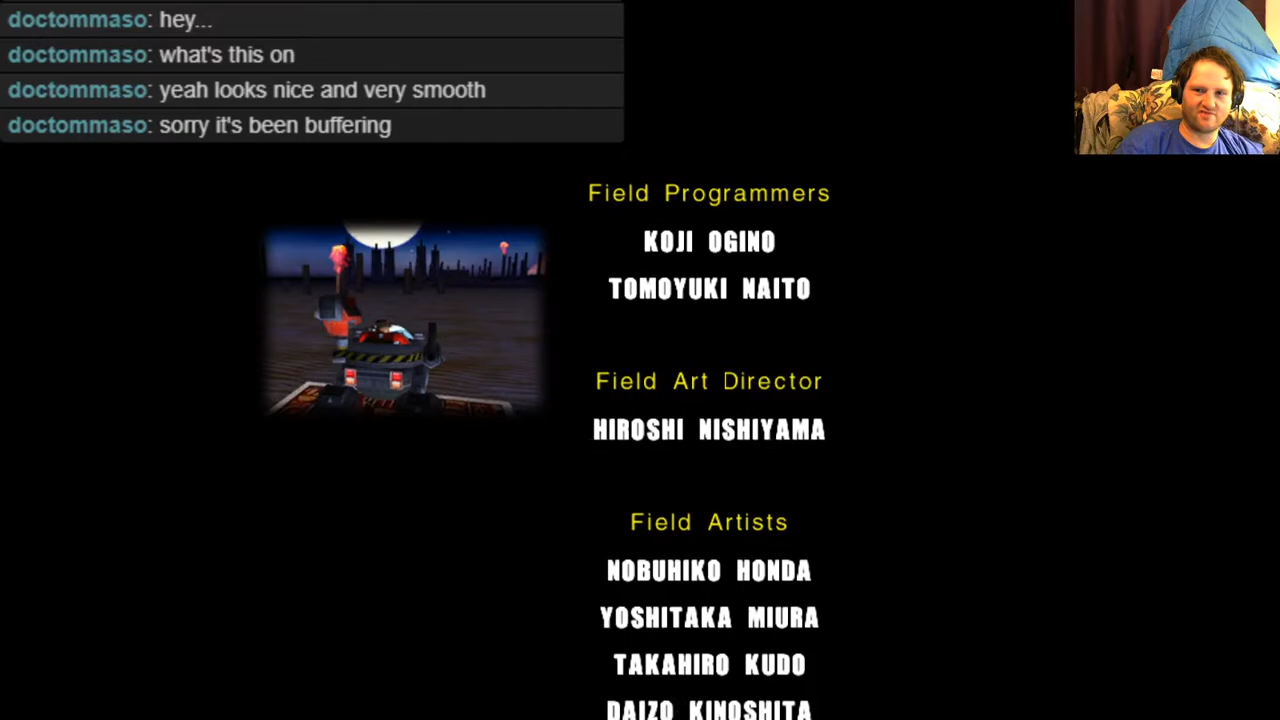 doctommaso: hey...
doctommaso: what's this on
doctommaso: yeah looks nice and very smooth
doctommaso: sorry it's been buffering
Field Programmers
KOJI OGINO
TOMOYUKI NAITO
Field Art Director
HIROSHI NISHIYAMA
Field Artists
NOBUHIKO HONDA
YOSHITAKA MIURA
TAKAHIRO KUDO
DAIZO KINOSHITA